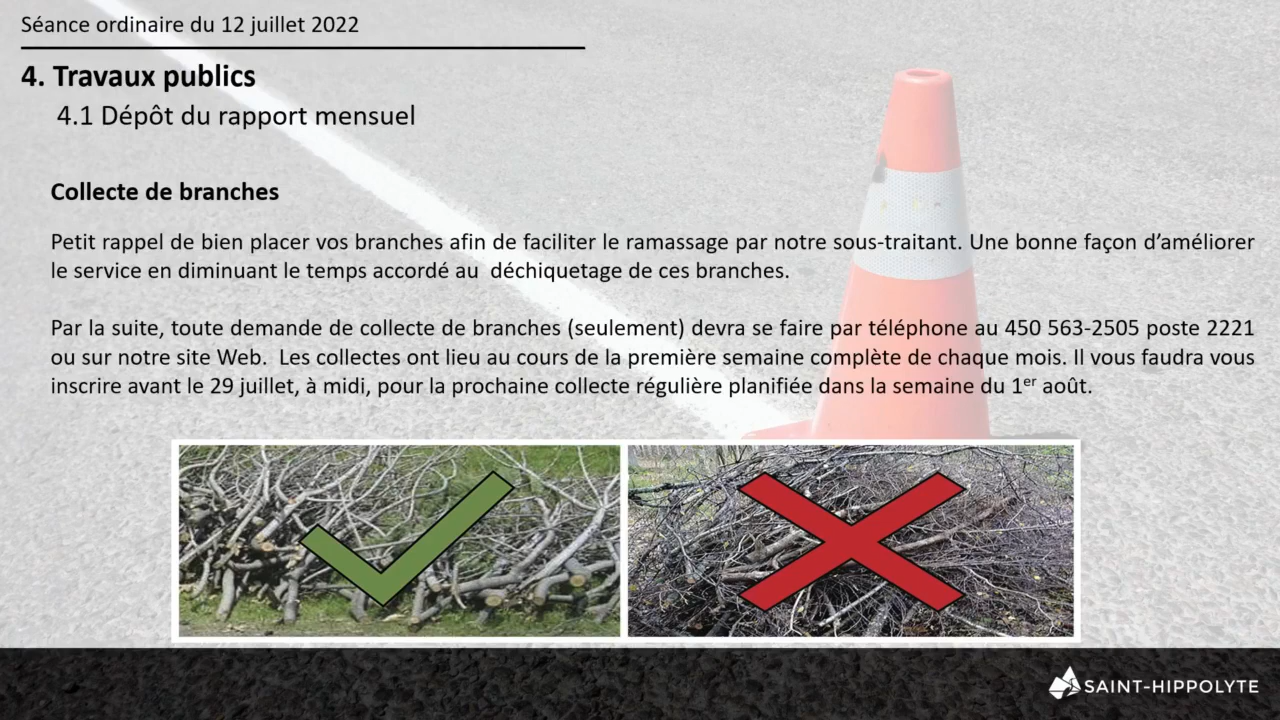 Séance ordinaire du 12 juillet 2022
4. Travaux publics
4.1 Dépôt du rapport mensuel
Collecte de branches
Petit rappel de bien placer vos branches afin de faciliter le ramassage par notre sous-traitant. Une bonne façon d’améliorer
le service en diminuant le temps accordé au  déchiquetage de ces branches.
Par la suite, toute demande de collecte de branches (seulement) devra se faire par téléphone au 450 563-2505 poste 2221
ou sur notre site Web.  Les collectes ont lieu au cours de la première semaine complète de chaque mois. Il vous faudra vous
inscrire avant le 29 juillet, à midi, pour la prochaine collecte régulière planifiée dans la semaine du 1er août.
SAINT-HIPPOLYTE